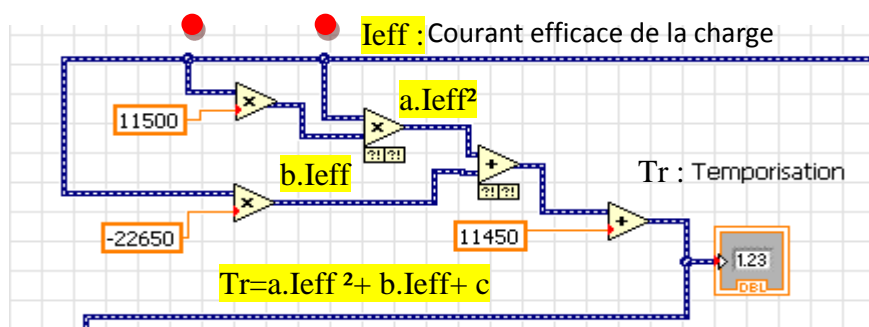 Ieff : Courant efficace de la charge
×
11500
a.Ieff²
×
?! ?!
b.Ieff
+
?! ?!
Tr : Temporisation
×
-22650
11450
+
1.23
DBL
Tr=a.Ieff ²+ b.Ieff+ c